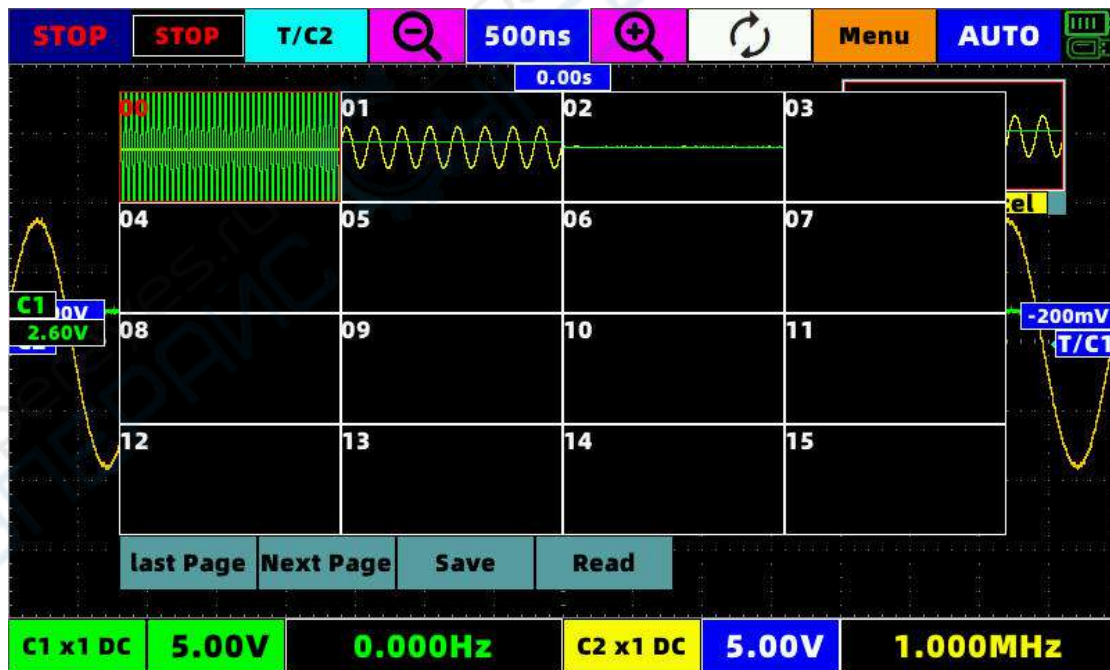 STOP STOP T/C2 500ns Menu AUTO
0.00s
00 01 02 03
04 05 06 07
el
C1 00V -200mV
2.60V T/C1
08 09 10 11
12 13 14 15
last Page Next Page Save Read
C1 x1 DC 5.00V 0.000Hz C2 x1 DC 5.00V 1.000MHz